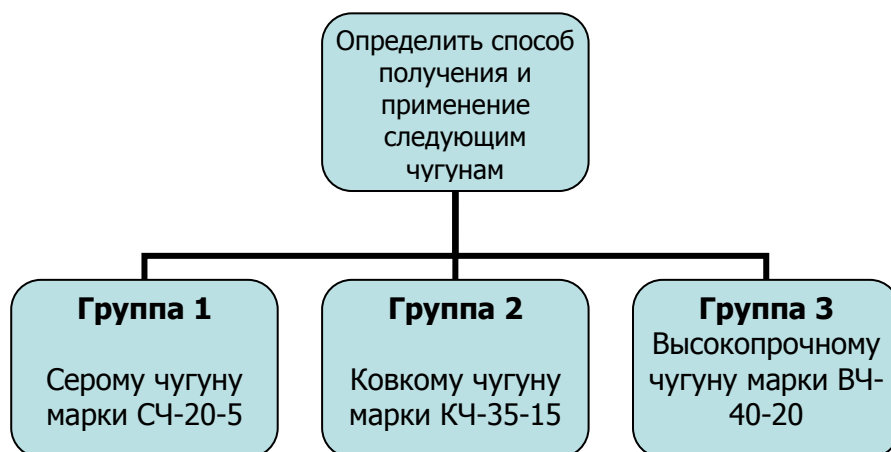 Определить способ
получения и
применение
следующим
чугунам
Группа 1
Серому чугуну
марки СЧ-20-5
Группа 2
Ковкому чугуну
марки КЧ-35-15
Группа 3
Высокопрочному
чугуну марки ВЧ-
40-20